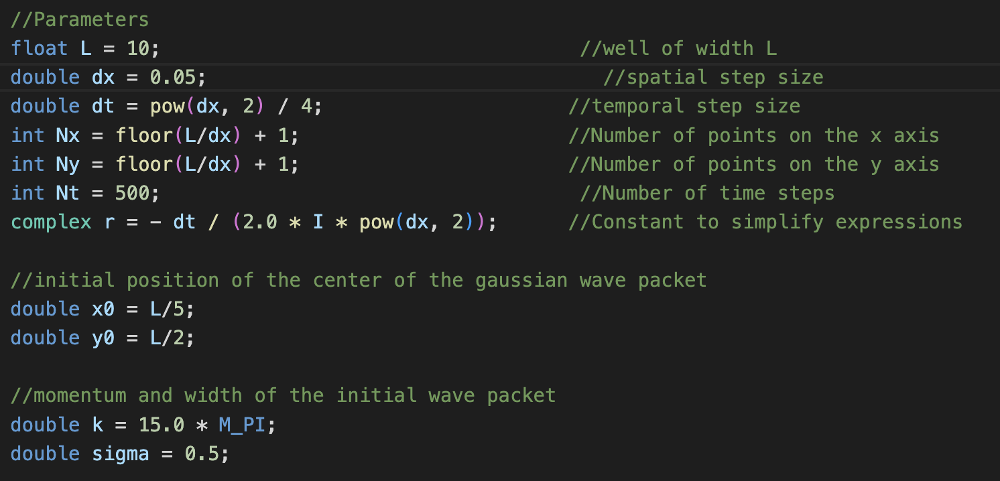 //Parameters
float L = 10; //well of width L
double dx = 0.05; //spatial step size
double dt = pow(dx, 2) / 4; //temporal step size
int Nx = floor(L/dx) + 1; //Number of points on the x axis
int Ny = floor(L/dx) + 1; //Number of points on the y axis
int Nt = 500; //Number of time steps
complex r = - dt / (2.0 * I * pow(dx, 2)); //Constant to simplify expressions
//initial position of the center of the gaussian wave packet
double x0 = L/5;
double y0 = L/2;
//momentum and width of the initial wave packet
double k = 15.0 * M_PI;
double sigma = 0.5;